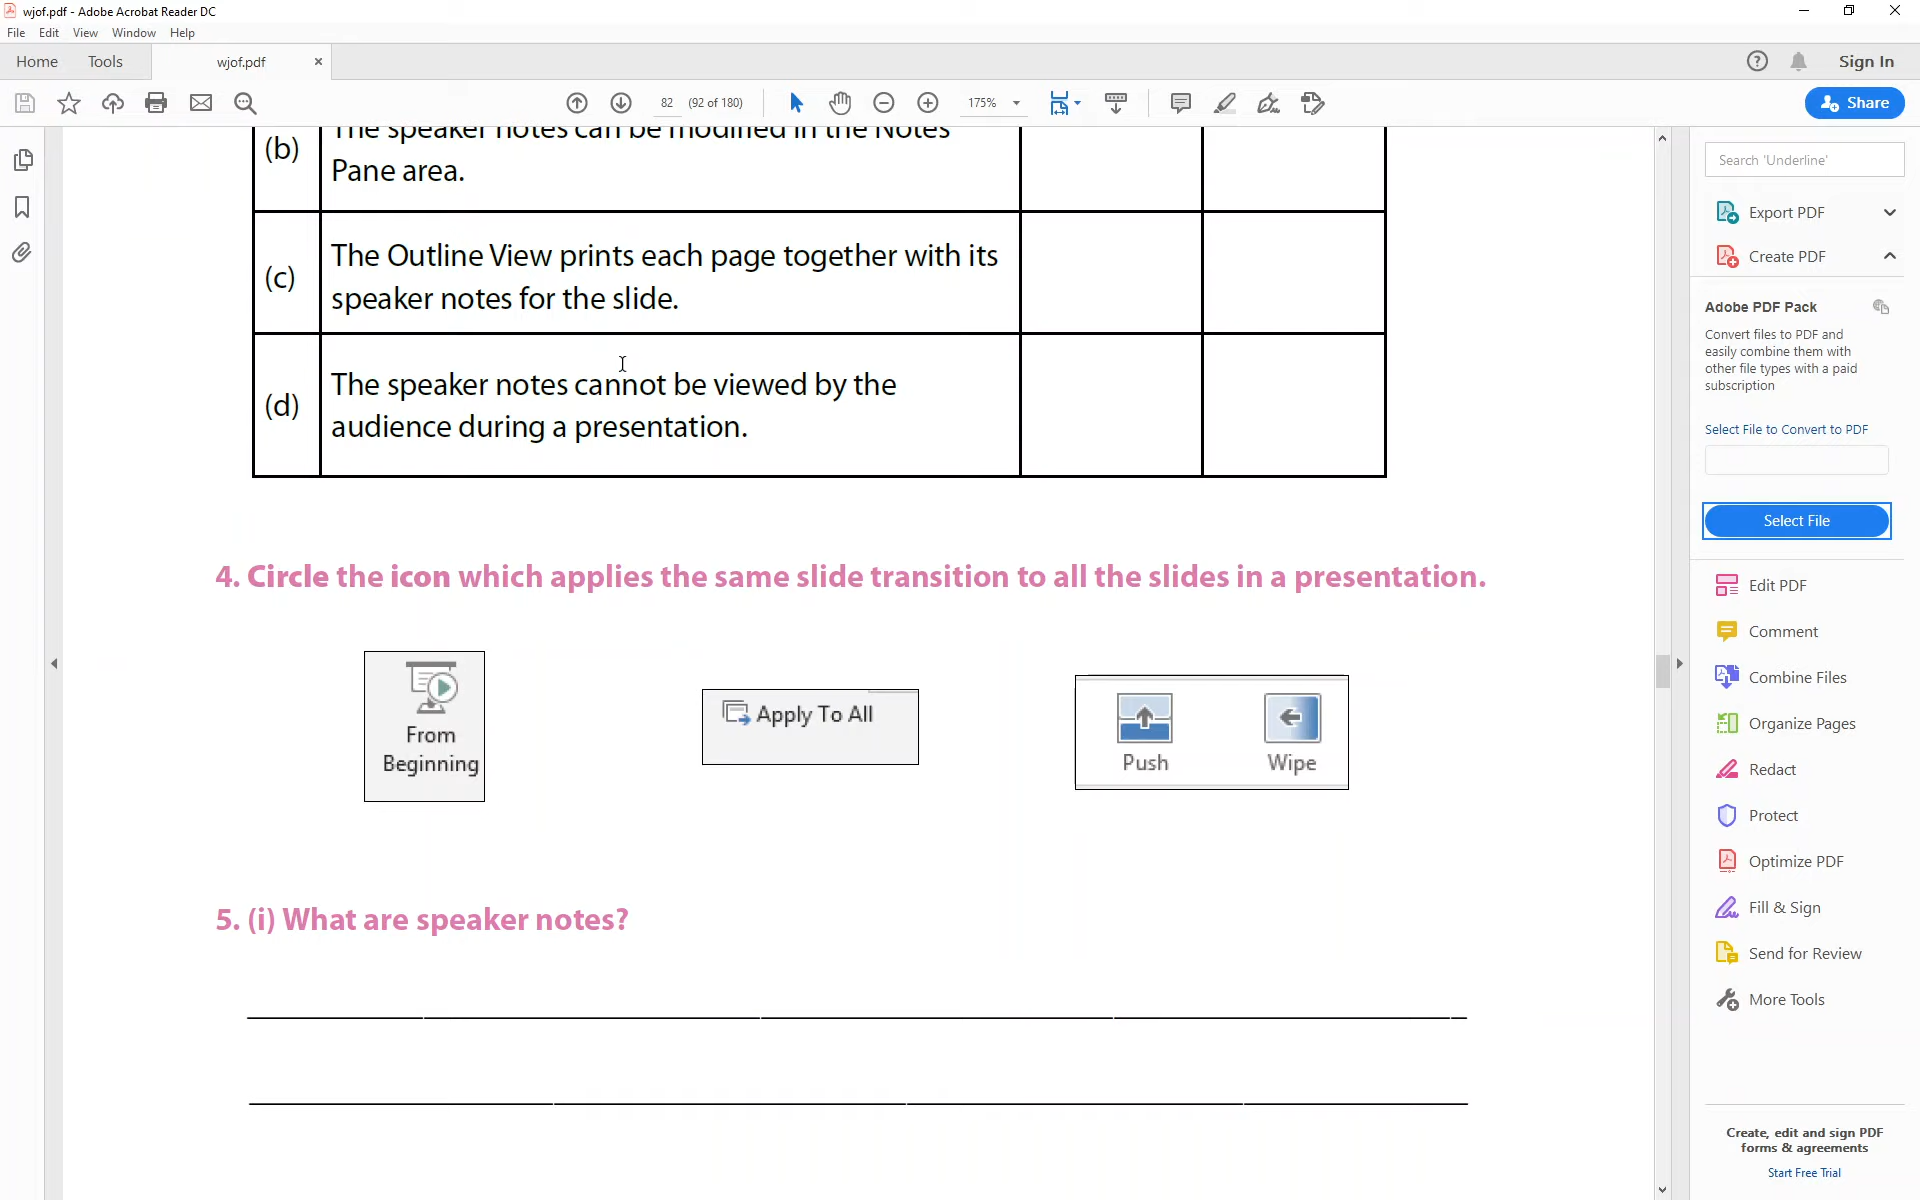 wjof.pdf - Adobe Acrobat Reader DC
File Edit View Window Help
Home Tools wjof.pdf × Sign In
82 (92 of 180) 175% Share
(b) The speaker notes can be modified in the Notes
Pane area.
(c) The Outline View prints each page together with its
speaker notes for the slide.
(d) The speaker notes cannot be viewed by the
audience during a presentation.
4. Circle the icon which applies the same slide transition to all the slides in a presentation.
From
Beginning
Apply To All
Push Wipe
5. (i) What are speaker notes?
Search 'Underline'
Export PDF
Create PDF
Adobe PDF Pack
Convert files to PDF and
easily combine them with
other file types with a paid
subscription
Select File to Convert to PDF
Select File
Edit PDF
Comment
Combine Files
Organize Pages
Redact
Protect
Optimize PDF
Fill & Sign
Send for Review
More Tools
Create, edit and sign PDF
forms & agreements
Start Free Trial